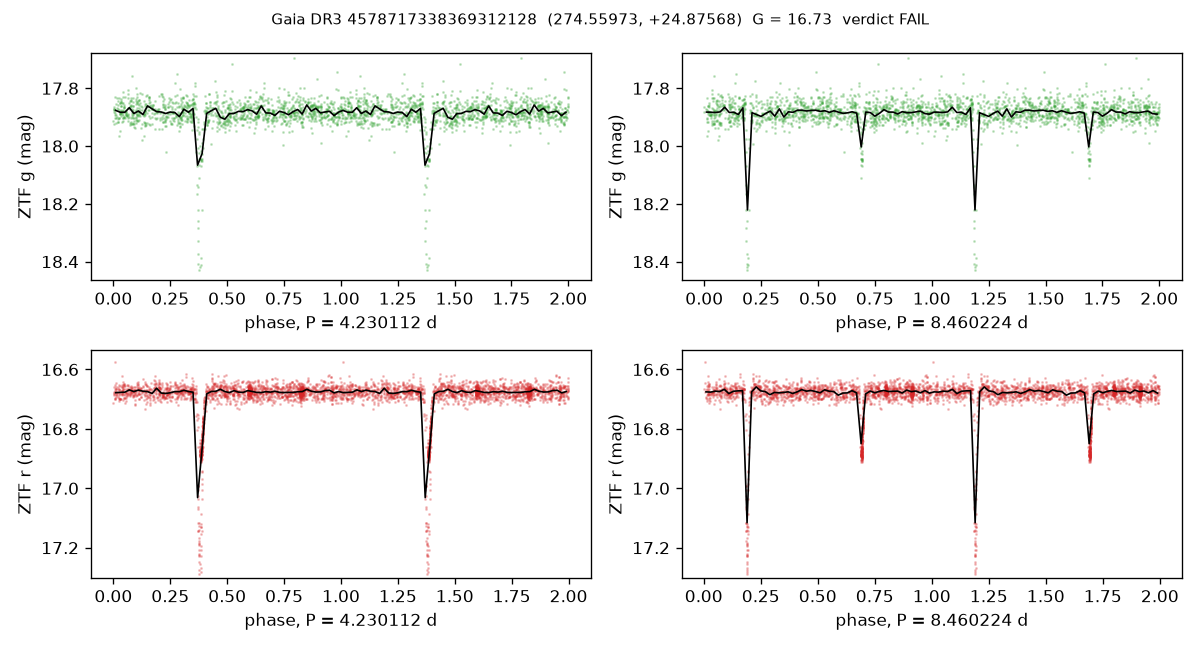 Gaia DR3 4578717338369312128 (274.55973, +24.87568) G = 16.73 verdict FAIL
ZTF g (mag)
17.8
18.0
18.2
18.4
0.00 0.25 0.50 0.75 1.00 1.25 1.50 1.75 2.00
phase, P = 4.230112 d
ZTF g (mag)
17.8
18.0
18.2
18.4
0.00 0.25 0.50 0.75 1.00 1.25 1.50 1.75 2.00
phase, P = 8.460224 d
ZTF r (mag)
16.6
16.8
17.0
17.2
0.00 0.25 0.50 0.75 1.00 1.25 1.50 1.75 2.00
phase, P = 4.230112 d
ZTF r (mag)
16.6
16.8
17.0
17.2
0.00 0.25 0.50 0.75 1.00 1.25 1.50 1.75 2.00
phase, P = 8.460224 d